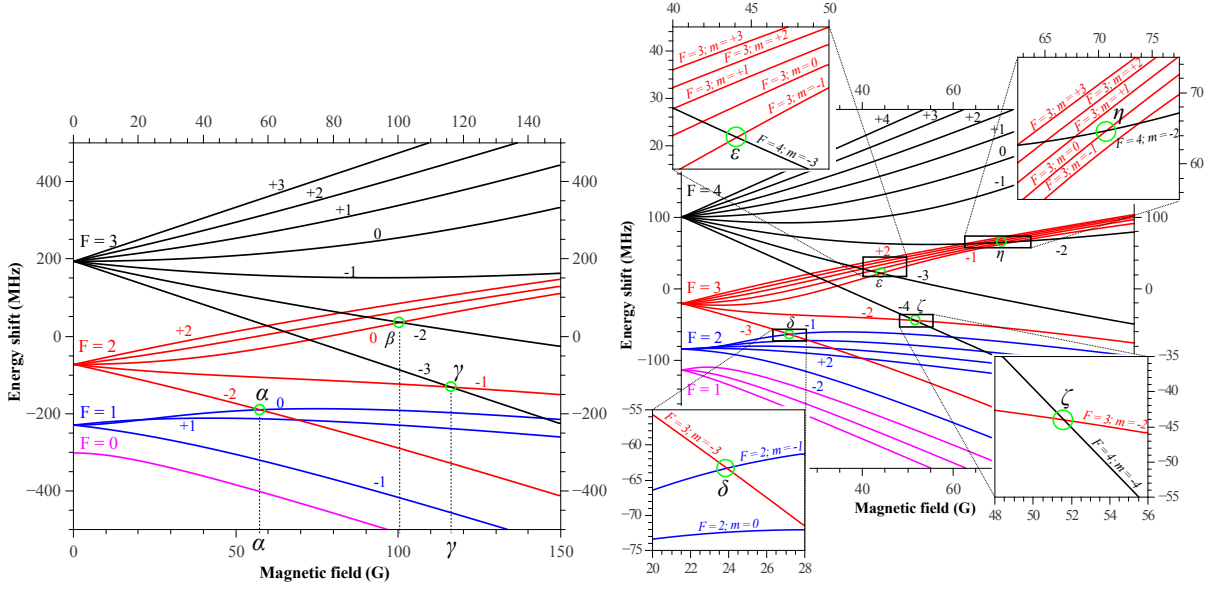 Energy shift (MHz)
400
200
0
−200
−400
0
20
40
60
80
100
120
140
400
200
0
−200
−400
0
50
100
150
Magnetic field (G)
F = 3
+3
+2
+1
0
-1
-2
-3
F = 2
+2
0
β
-1
γ
-2
α
F = 1
0
+1
-1
F = 0
α
β
γ
40
50
40
30
20
F = 3; m = +3
F = 3; m = +2
F = 3; m = +1
F = 3; m = 0
F = 3; m = -1
F = 4; m = -3
ε
65
70
75
70
65
60
F = 3; m = +3
F = 3; m = +2
F = 3; m = +1
F = 3; m = 0
F = 3; m = -1
F = 4; m = -2
η
40
60
Energy shift (MHz)
100
0
−100
100
0
F = 4
+4
+3
+2
+1
0
-1
-2
-3
-4
F = 3
+2
-1
-2
-3
ε
η
ζ
δ
F = 2
-1
+2
F = 1
-2
40
60
Magnetic field (G)
−55
−60
−65
−70
−75
20
22
24
26
28
F = 3; m = -3
F = 2; m = -1
F = 2; m = 0
δ
−35
−40
−45
−50
−55
48
50
52
54
56
F = 3; m = -2
F = 4; m = -4
ζ